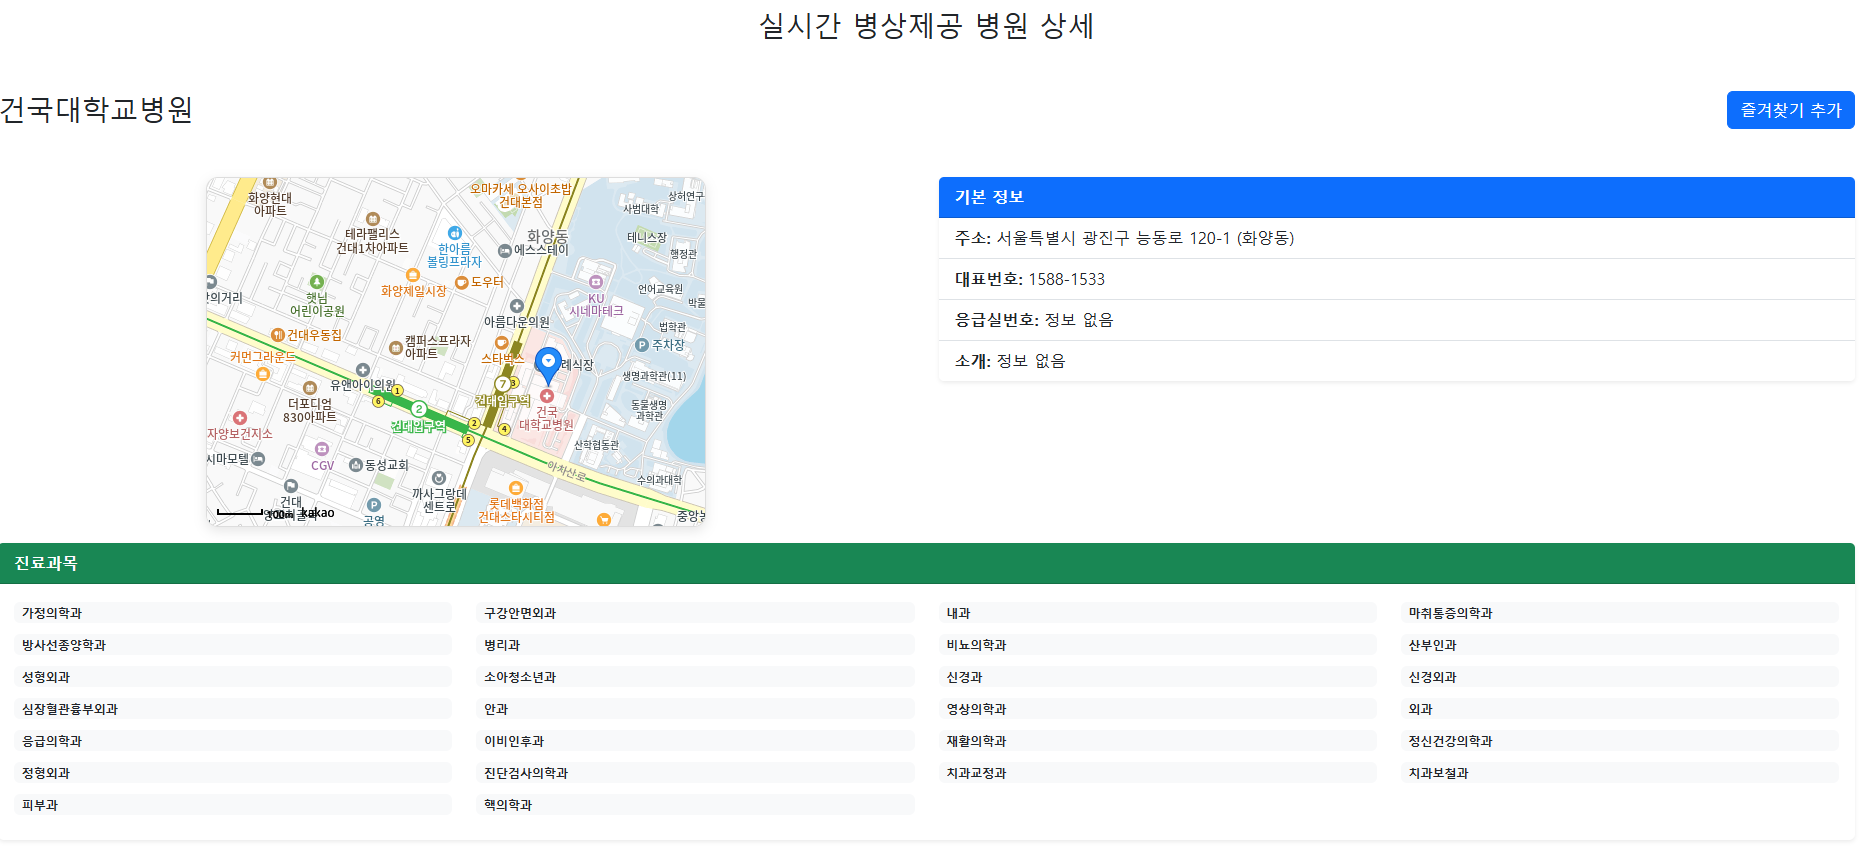 실시간 병상제공 병원 상세
건국대학교병원
즐겨찾기 추가
화양현대
아파트
오마카세 오사이초밥
건대본점
상허연구
사범대학
테라팰리스
건대1차아파트
한아름
볼링프라자
화양동
에스스테이
테니스장
행정관
햇님
어린이공원
화양제일시장
도우터
KU
시네마테크
언어교육원
박물
아름다운의원
법학관
건대우동집
캠퍼스프라자
아파트
스타벅스
주차장
커먼그라운드
유앤아이의원
례식장
생명과학관(11)
더포디엄
830아파트
1
6
2
건대입구역
7
3
건대입구역
2
4
5
건국
대학교병원
동물생명
과학관
자양보건지소
산학협동관
시마모텔
CGV
동성교회
아차산로
수의과대학
건대
까사그랑데
센트로
롯데백화점
건대스타시티점
공영
중앙
100m
kakao
기본 정보
주소: 서울특별시 광진구 능동로 120-1 (화양동)
대표번호: 1588-1533
응급실번호: 정보 없음
소개: 정보 없음
진료과목
가정의학과
구강안면외과
내과
마취통증의학과
방사선종양학과
병리과
비뇨의학과
산부인과
성형외과
소아청소년과
신경과
신경외과
심장혈관흉부외과
안과
영상의학과
외과
응급의학과
이비인후과
재활의학과
정신건강의학과
정형외과
진단검사의학과
치과교정과
치과보철과
피부과
핵의학과